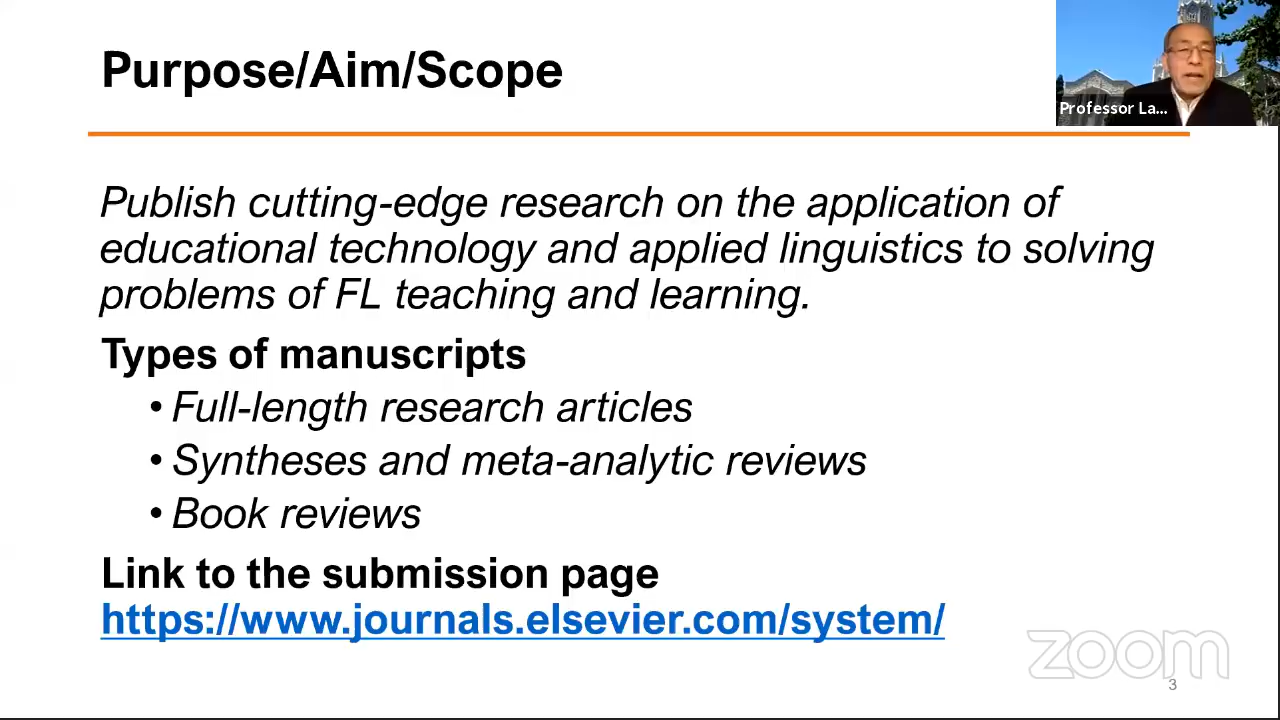 Purpose/Aim/Scope
Professor La...
Publish cutting-edge research on the application of
educational technology and applied linguistics to solving
problems of FL teaching and learning.
Types of manuscripts
• Full-length research articles
• Syntheses and meta-analytic reviews
• Book reviews
Link to the submission page
https://www.journals.elsevier.com/system/
zoom
3